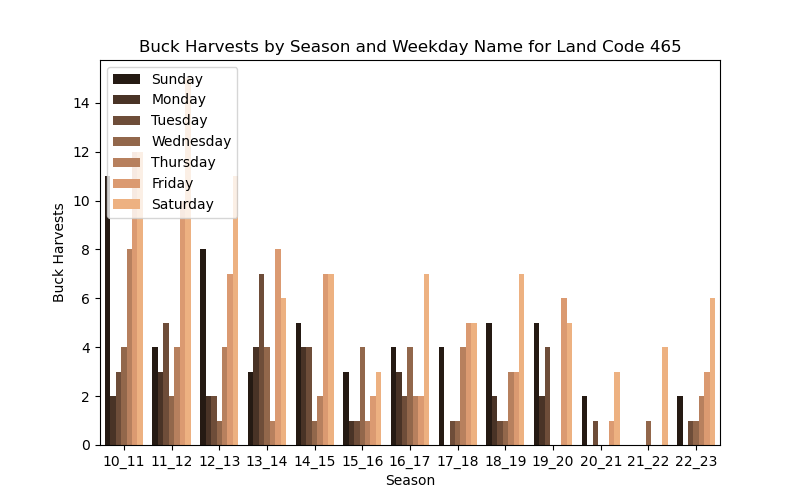 Buck Harvests by Season and Weekday Name for Land Code 465
Sunday
Monday
Tuesday
Wednesday
Thursday
Friday
Saturday
Buck Harvests
14
12
10
8
6
4
2
0
10_11 11_12 12_13 13_14 14_15 15_16 16_17 17_18 18_19 19_20 20_21 21_22 22_23
Season